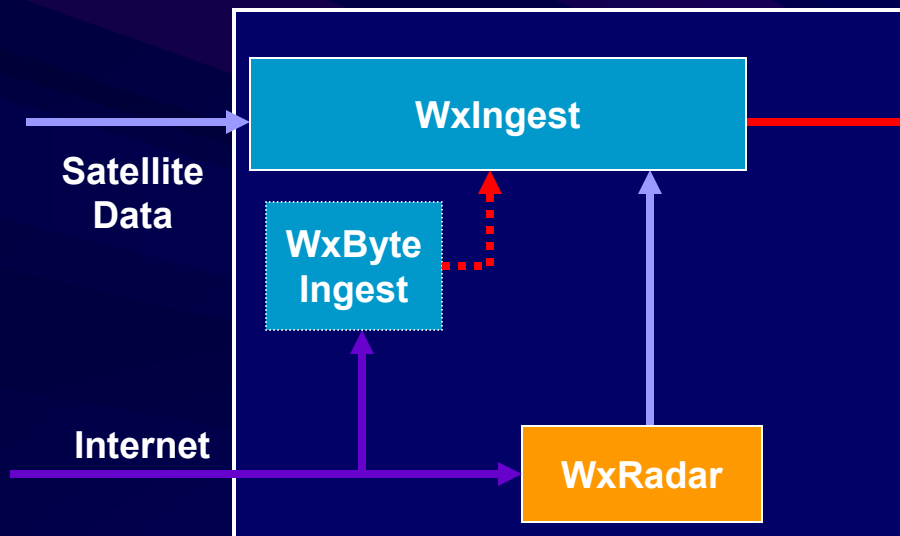 WxIngest
Satellite
Data
WxByte
Ingest
Internet
WxRadar